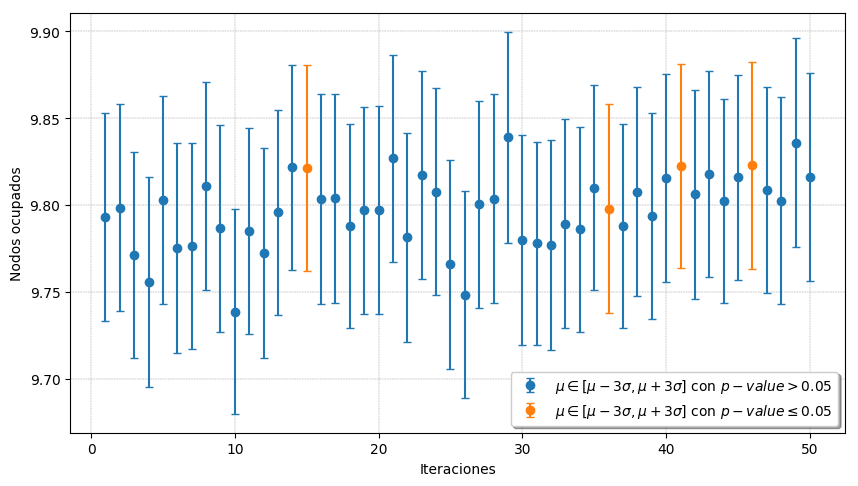 9.90
9.85
9.80
9.75
9.70
Nodos ocupados
0
10
20
30
40
50
Iteraciones
μ ∈ [μ − 3σ, μ + 3σ] con p − value > 0.05
μ ∈ [μ − 3σ, μ + 3σ] con p − value ≤ 0.05